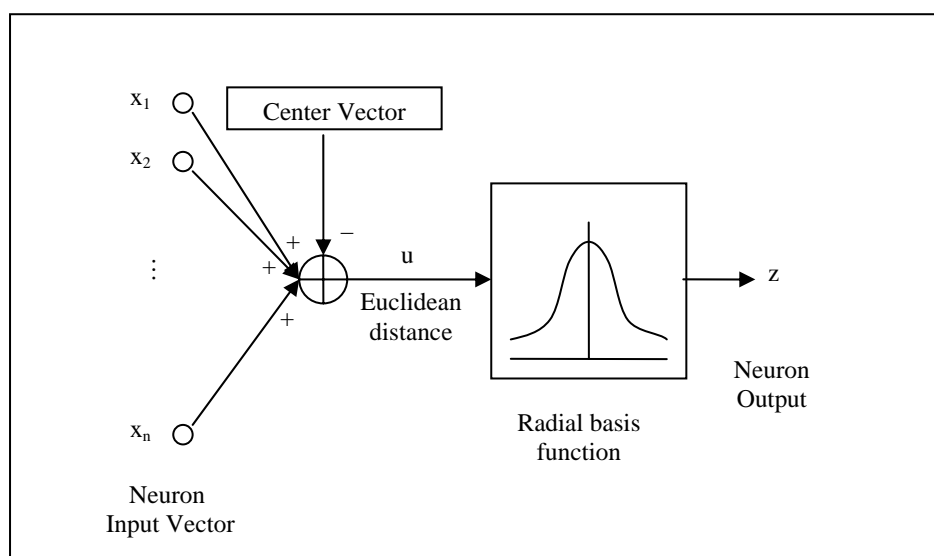 x₁
Center Vector
x₂
+
−
+
⋮
+
u
Euclidean
distance
z
Neuron
Output
Radial basis
function
xₙ
Neuron
Input Vector